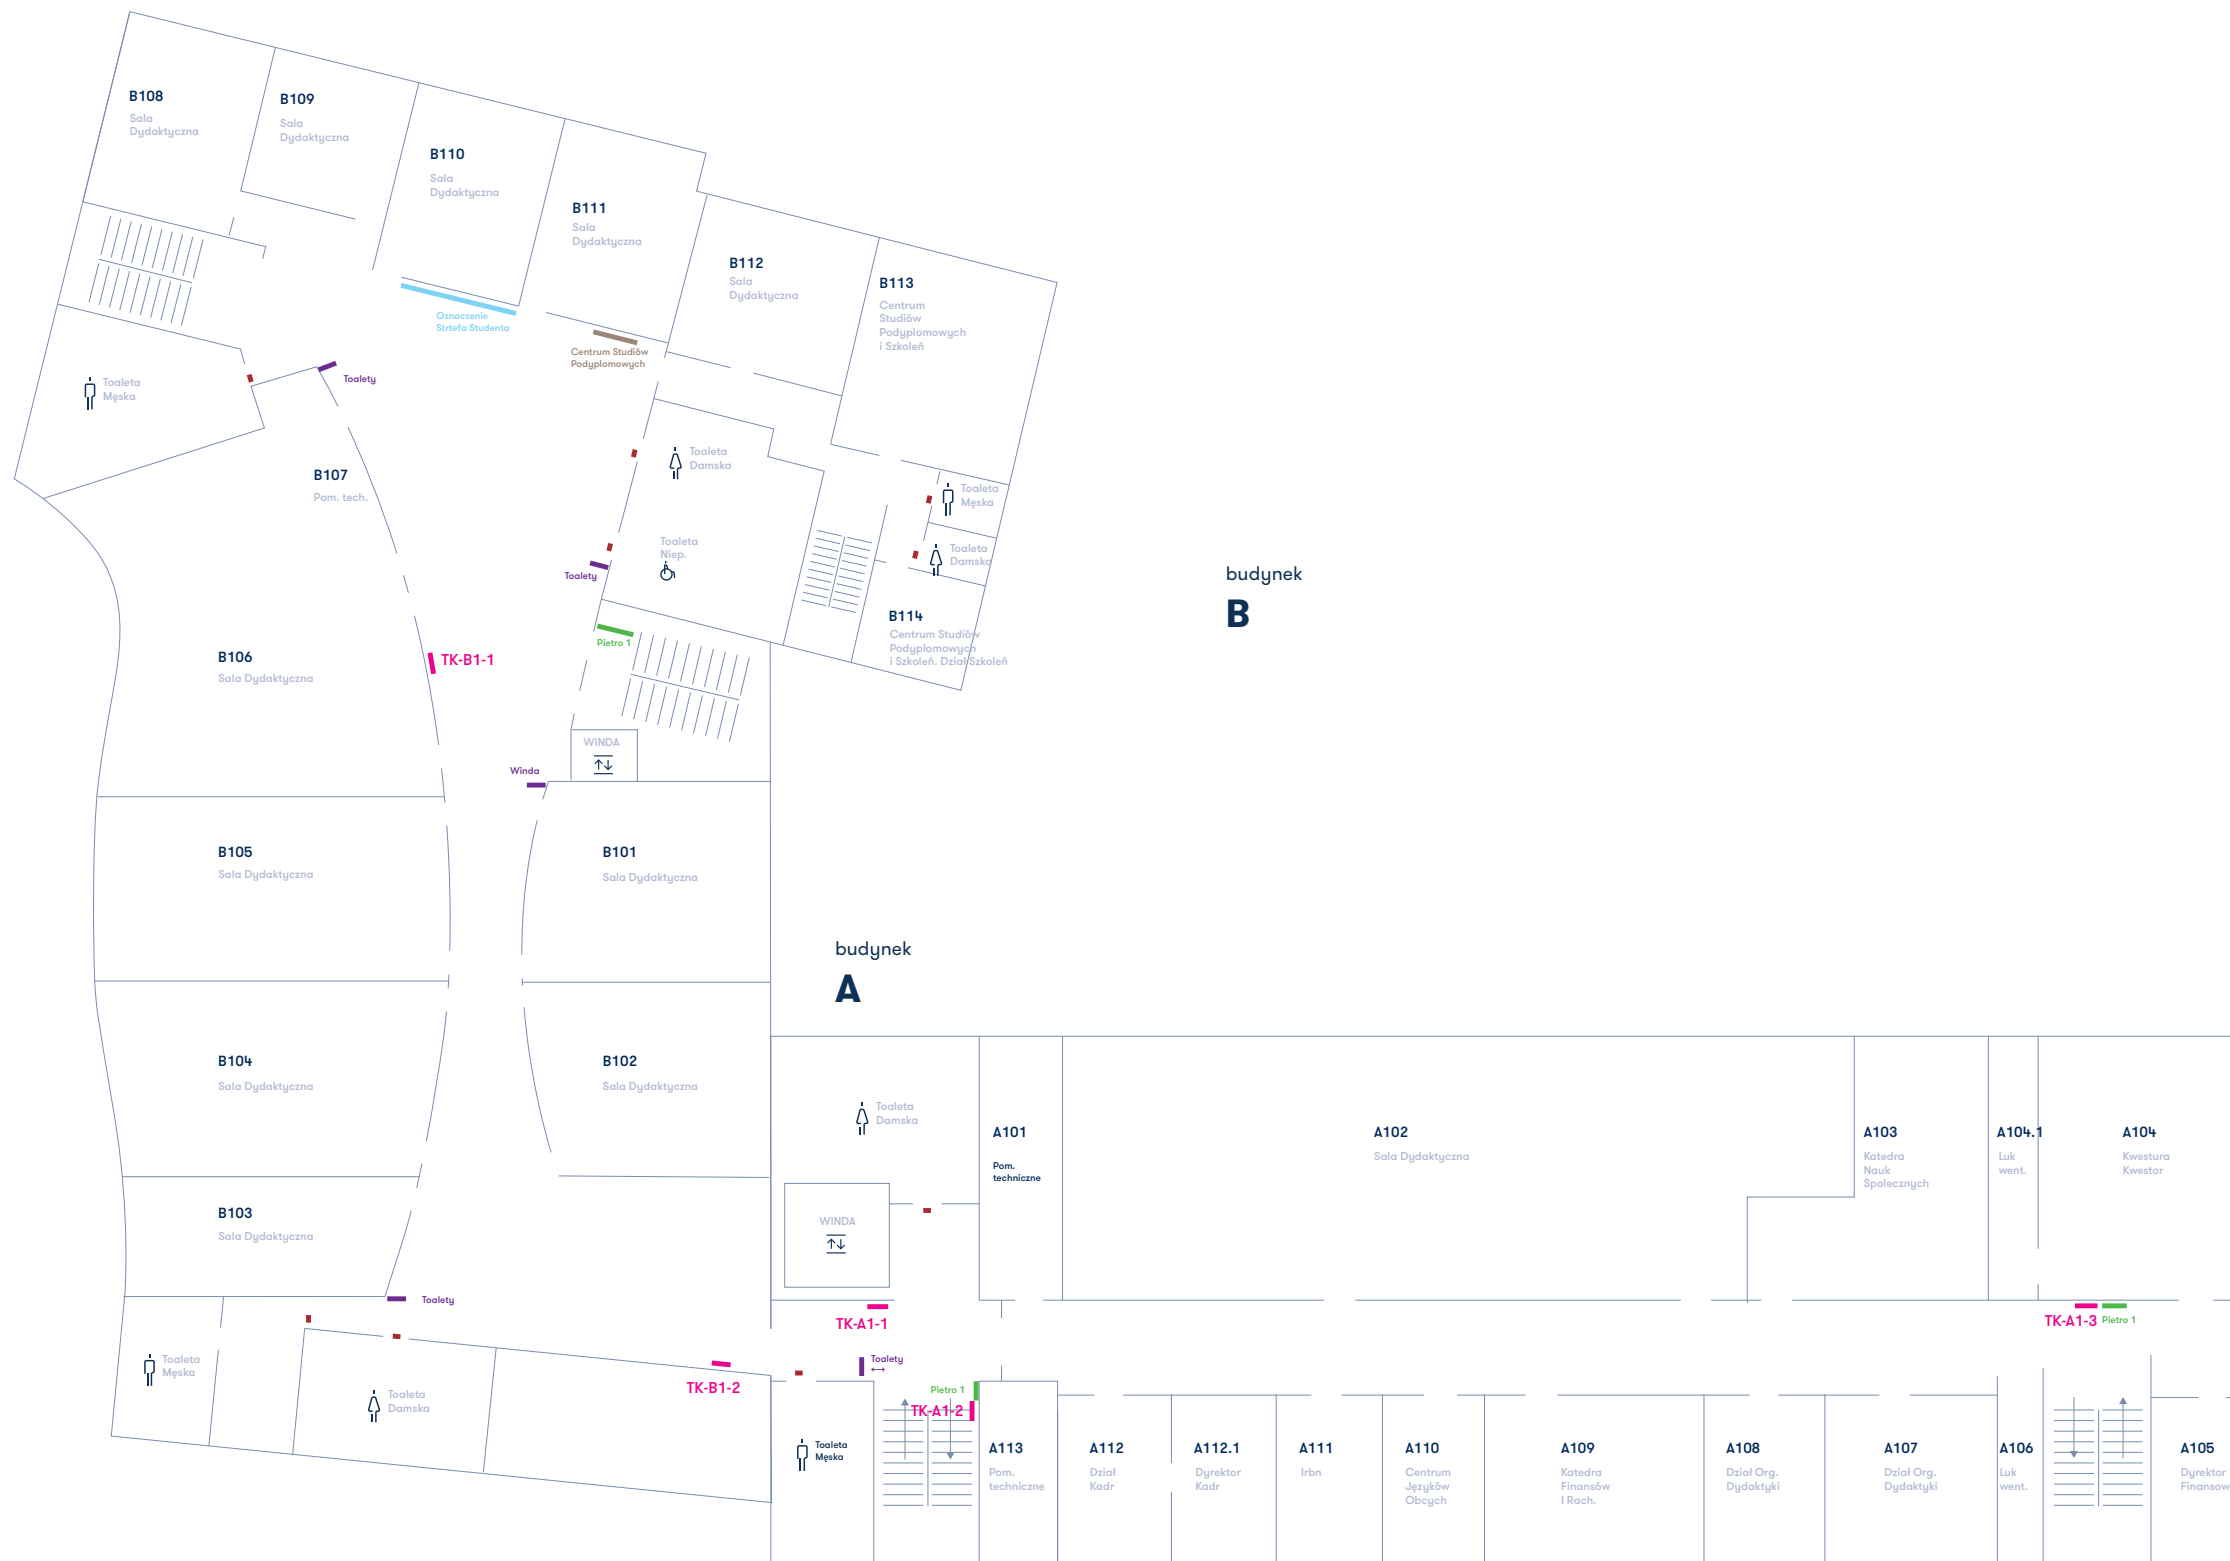 B108
Sala
Dydaktyczna
B109
Sala
Dydaktyczna
B110
Sala
Dydaktyczna
B111
Sala
Dydaktyczna
B112
Sala
Dydaktyczna
B113
Centrum
Studiów
Podyplomowych
i Szkoleń
Oznaczenie
Strtefa Studenta
Centrum Studiów
Podyplomowych
Toaleta
Męska
Toalety
B107
Pom. tech.
Toaleta
Damska
Toaleta
Męska
Toaleta
Niep.
Toaleta
Damska
Toalety
B114
Centrum Studiów
Podyplomowych
i Szkoleń. Dział Szkoleń
budynek
B
Pietro 1
B106
Sala Dydaktyczna
TK-B1-1
WINDA
Winda
B105
Sala Dydaktyczna
B101
Sala Dydaktyczna
budynek
A
B104
Sala Dydaktyczna
B102
Sala Dydaktyczna
Toaleta
Damska
A101
Pom.
techniczne
A102
Sala Dydaktyczna
A103
Katedra
Nauk
Spolecznych
A104.1
Luk
went.
A104
Kwestura
Kwestor
B103
Sala Dydaktyczna
WINDA
Toalety
TK-A1-1
TK-A1-3
Pietro 1
Toaleta
Męska
Toaleta
Damska
TK-B1-2
Toalety
Pietro 1
TK-A1-2
Toaleta
Męska
A113
Pom.
techniczne
A112
Dział
Kadr
A112.1
Dyrektor
Kadr
A111
Irbn
A110
Centrum
Języków
Obcych
A109
Katedra
Finansów
I Rach.
A108
Dział Org.
Dydaktyki
A107
Dział Org.
Dydaktyki
A106
Luk
went.
A105
Dyrektor
Finansow